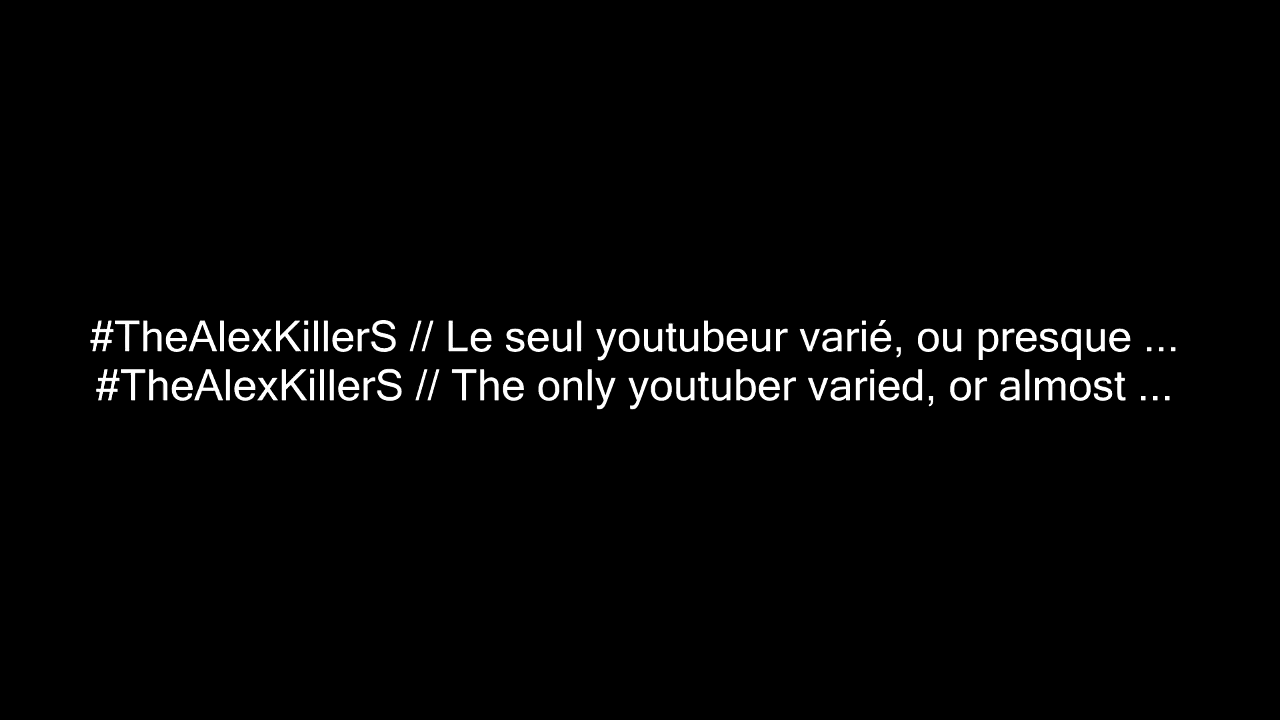 #TheAlexKillerS // Le seul youtubeur varié, ou presque ...
#TheAlexKillerS // The only youtuber varied, or almost ...